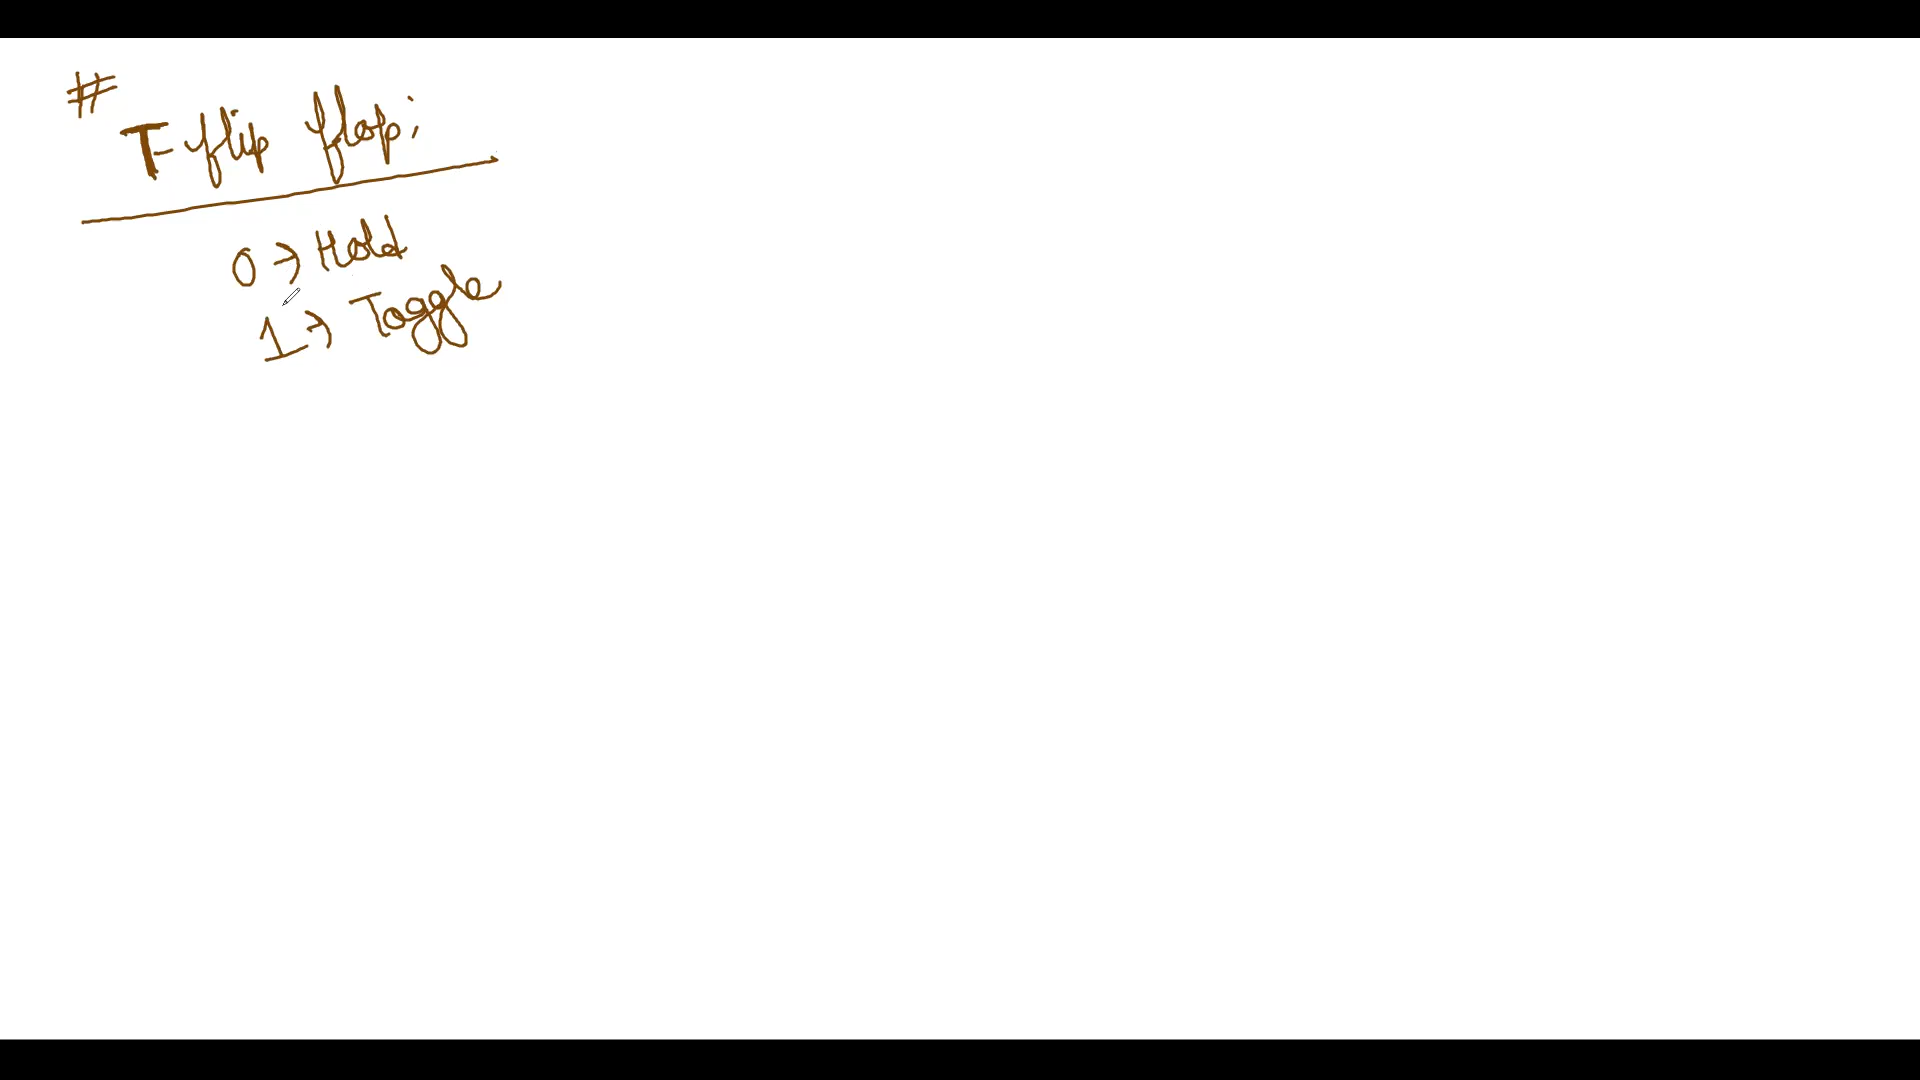 #
T-flip flop:
0 → Hold
1 → Toggle